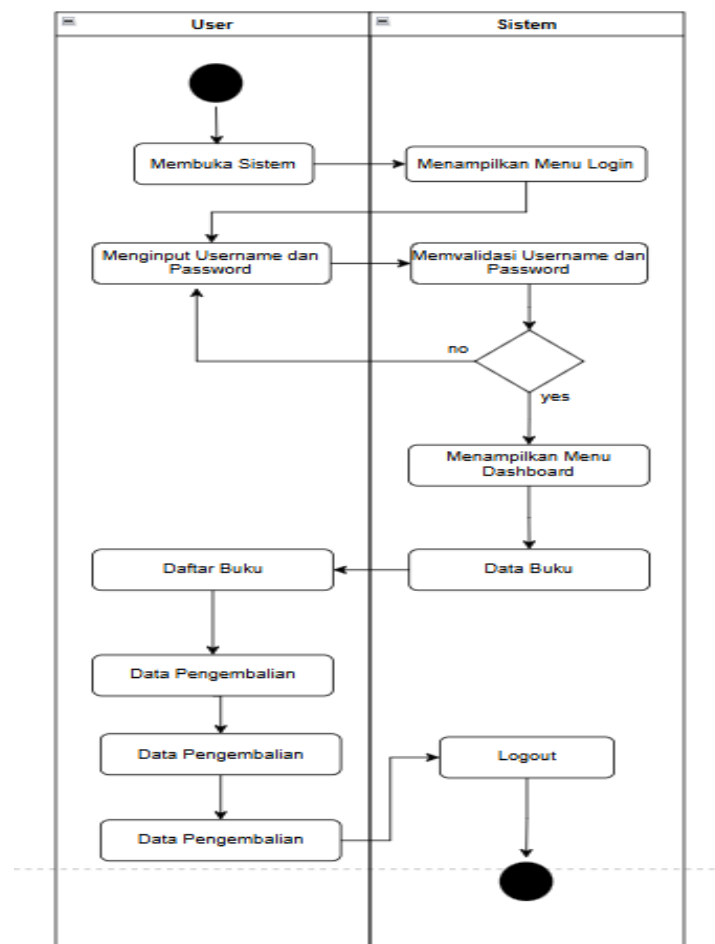 User
Sistem
Membuka Sistem
Menampilkan Menu Login
Menginput Username dan
Password
Memvalidasi Username dan
Password
no
yes
Menampilkan Menu
Dashboard
Data Buku
Daftar Buku
Data Pengembalian
Data Pengembalian
Data Pengembalian
Logout